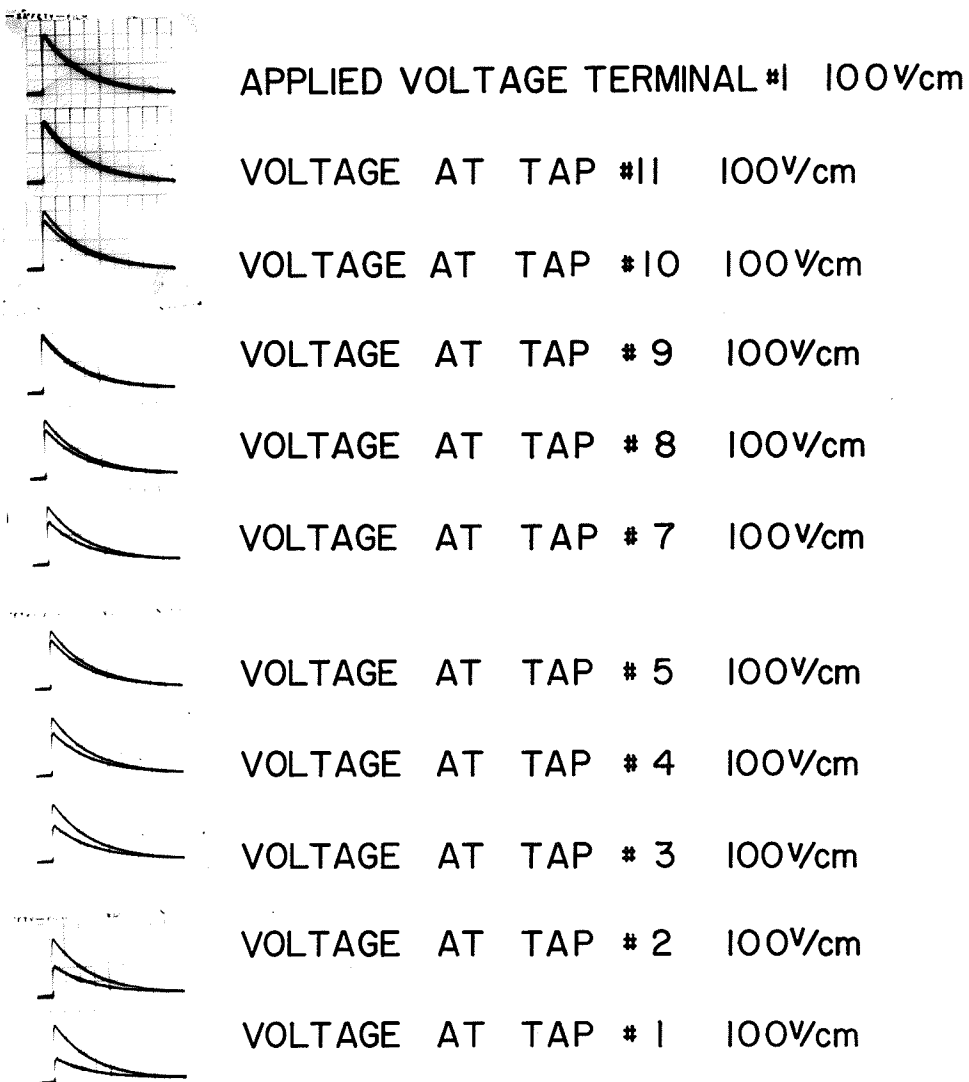 APPLIED VOLTAGE TERMINAL #1 100V/cm
VOLTAGE AT TAP #11 100V/cm
VOLTAGE AT TAP #10 100V/cm
VOLTAGE AT TAP #9 100V/cm
VOLTAGE AT TAP #8 100V/cm
VOLTAGE AT TAP #7 100V/cm
VOLTAGE AT TAP #5 100V/cm
VOLTAGE AT TAP #4 100V/cm
VOLTAGE AT TAP #3 100V/cm
VOLTAGE AT TAP #2 100V/cm
VOLTAGE AT TAP #1 100V/cm